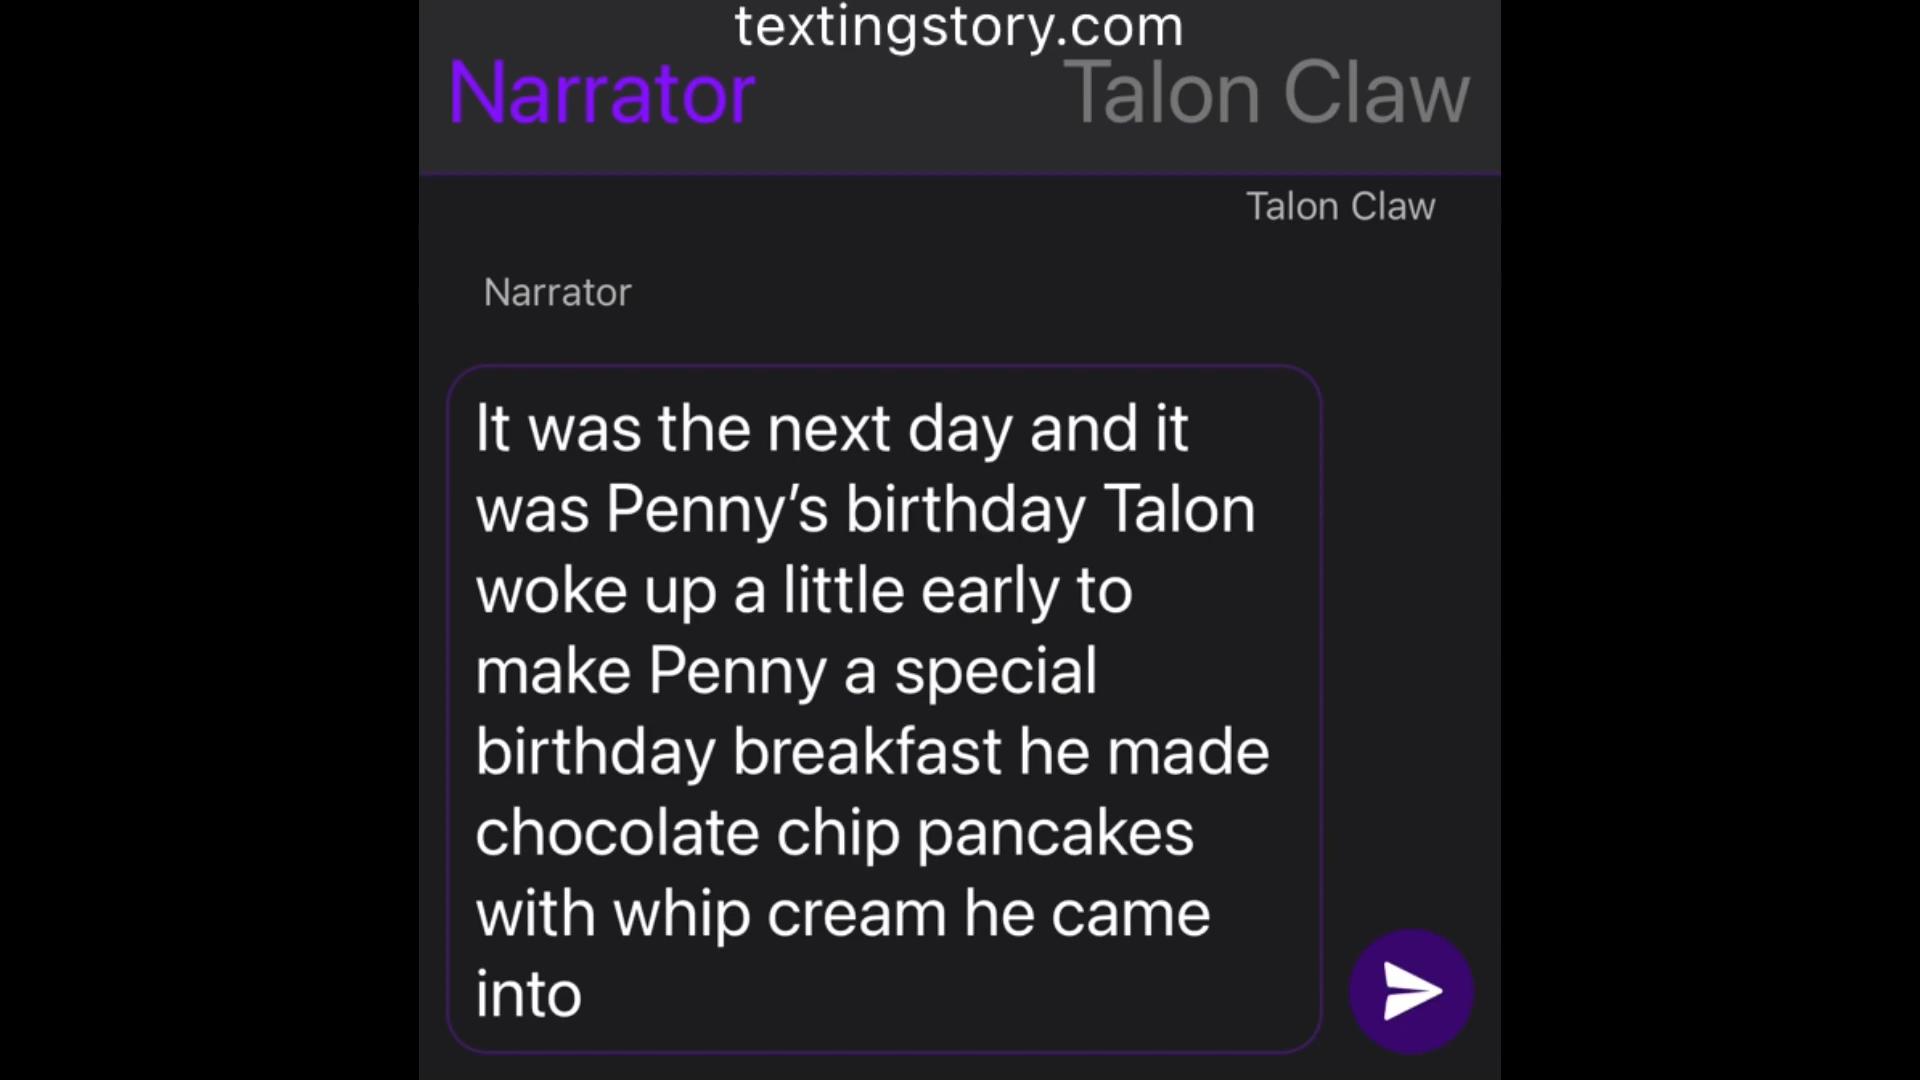 textingstory.com
Narrator Talon Claw
Talon Claw
Narrator
It was the next day and it
was Penny’s birthday Talon
woke up a little early to
make Penny a special
birthday breakfast he made
chocolate chip pancakes
with whip cream he came
into